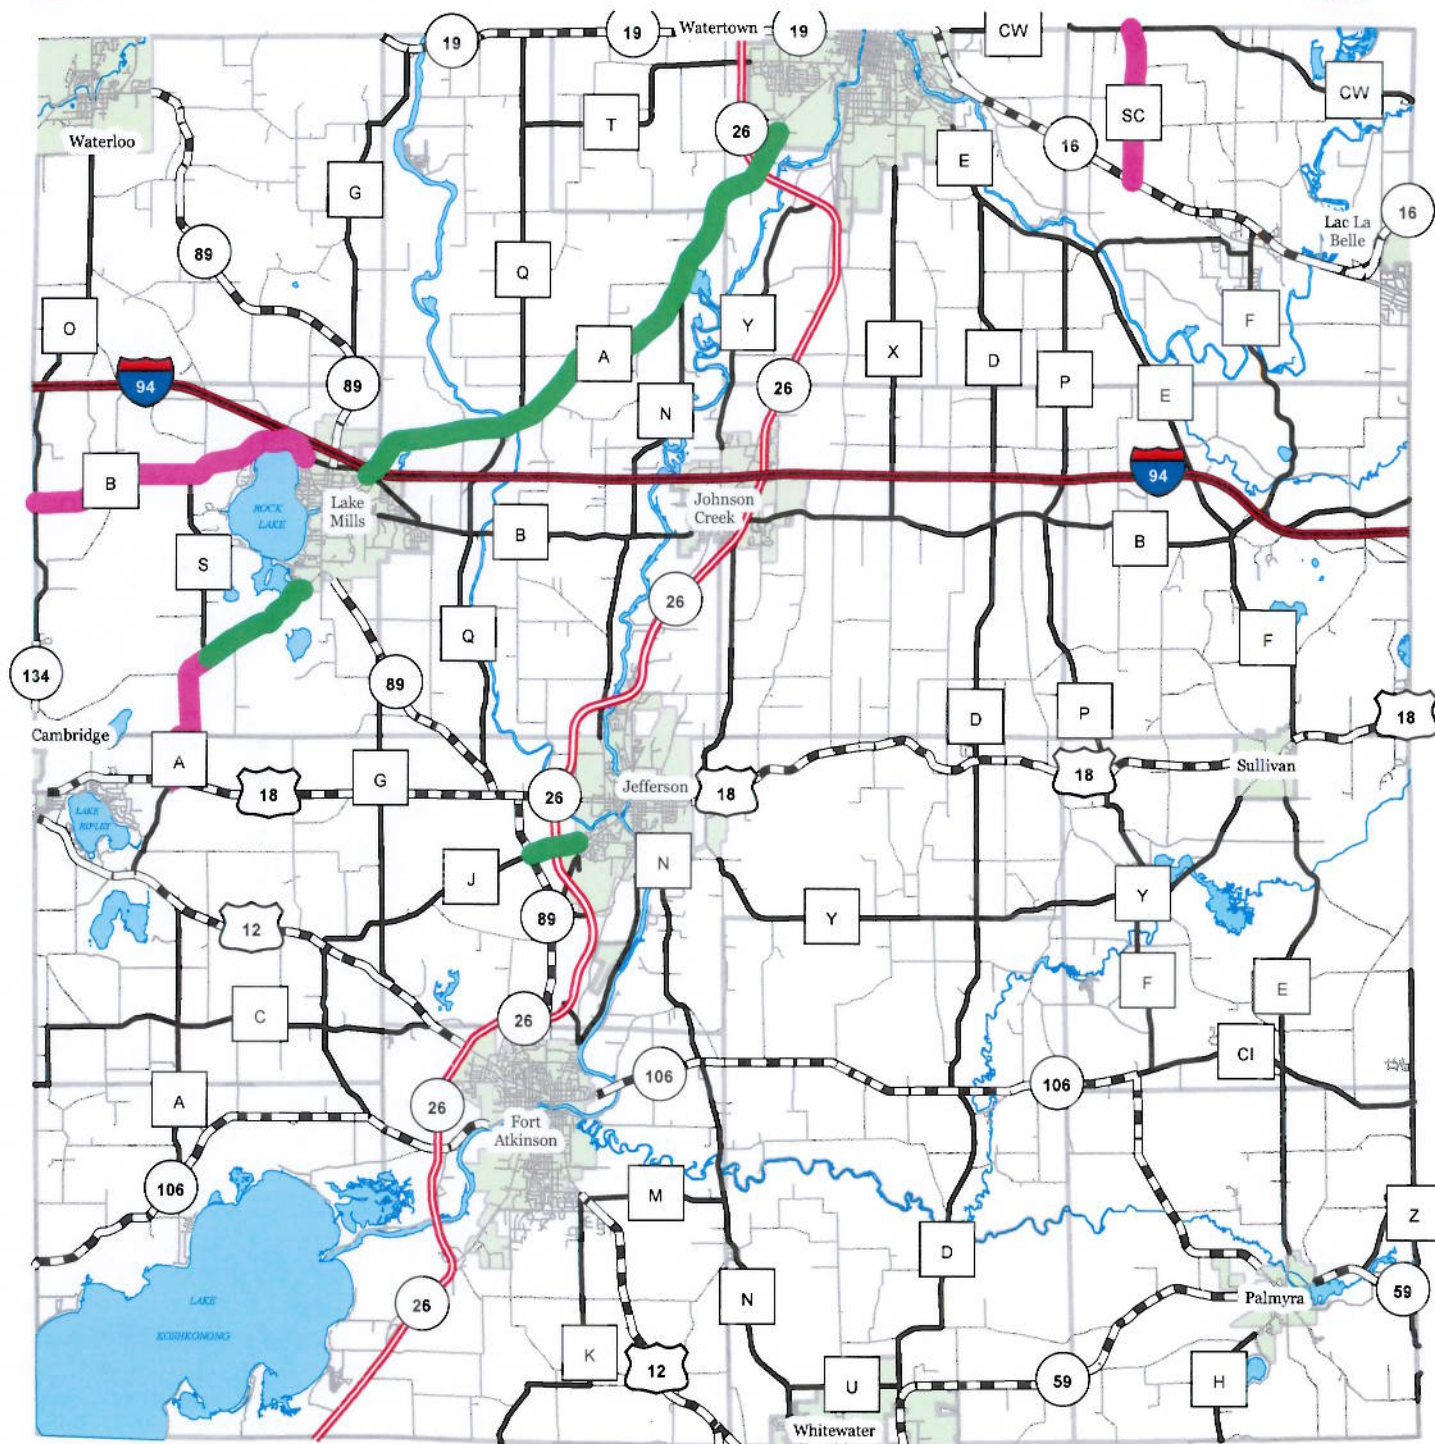 19
19
Watertown
19
CW
CW
SC
T
26
16
E
Waterloo
G
16
Lac La
Belle
89
Q
O
Y
F
A
X
D
P
94
89
26
E
N
B
94
ROCK
LAKE
Lake
Mills
Johnson
Creek
B
B
S
26
Q
F
134
89
D
P
18
Cambridge
A
G
18
26
Jefferson
18
18
Sullivan
LAKE
RIPLEY
J
N
Y
Y
12
89
F
E
C
26
CI
106
106
A
26
Fort
Atkinson
106
M
Z
D
LAKE
KOSHKONONG
26
N
Palmyra
59
K
12
U
59
H
Whitewater